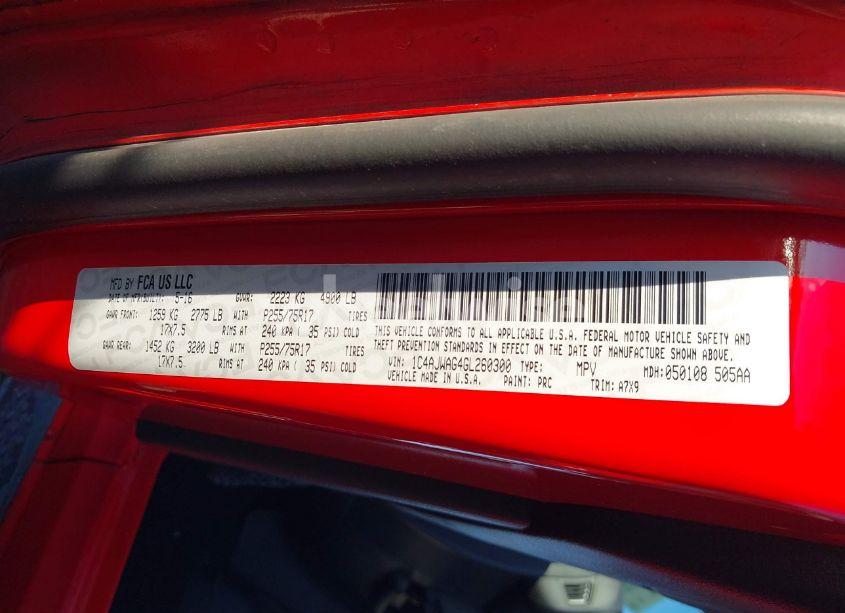 MFD BY FCA US LLC
DATE OF MFR/VEHICLE: 5-16 GVWR: 2223 KG 4900 LB
GAWR FRONT: 1259 KG 2775 LB WITH P255/75R17 TIRES
17X7.5 RIMS AT 240 KPA ( 35 PSI) COLD
GAWR REAR: 1452 KG 3200 LB WITH P255/75R17 TIRES
17X7.5 RIMS AT 240 KPA ( 35 PSI) COLD
THIS VEHICLE CONFORMS TO ALL APPLICABLE U.S.A. FEDERAL MOTOR VEHICLE SAFETY AND
THEFT PREVENTION STANDARDS IN EFFECT ON THE DATE OF MANUFACTURE SHOWN ABOVE.
VIN: 1C4AJWAG4GL260300 TYPE: MPV MDH:050108 505AA
VEHICLE MADE IN U.S.A. PAINT: PRC TRIM: A7X9